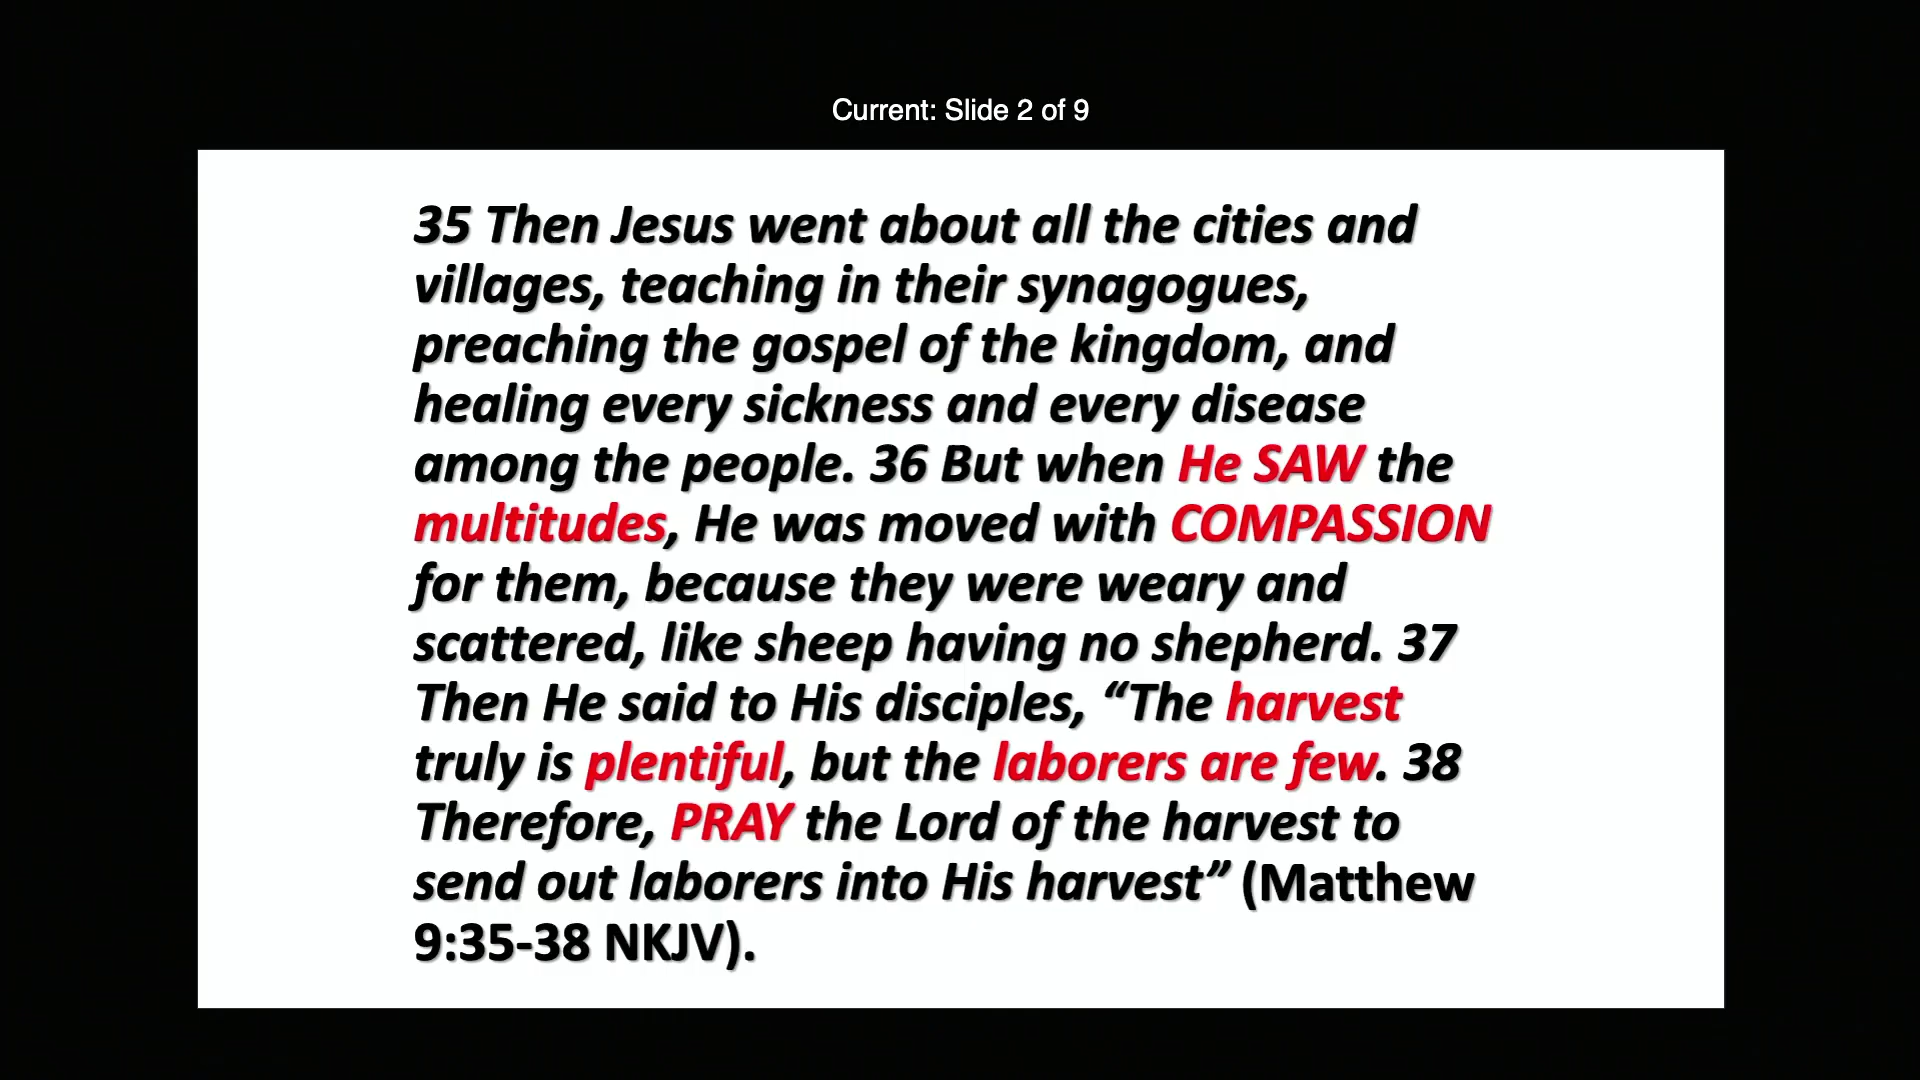 Current: Slide 2 of 9
35 Then Jesus went about all the cities and
villages, teaching in their synagogues,
preaching the gospel of the kingdom, and
healing every sickness and every disease
among the people. 36 But when He SAW the
multitudes, He was moved with COMPASSION
for them, because they were weary and
scattered, like sheep having no shepherd. 37
Then He said to His disciples, “The harvest
truly is plentiful, but the laborers are few. 38
Therefore, PRAY the Lord of the harvest to
send out laborers into His harvest” (Matthew
9:35-38 NKJV).